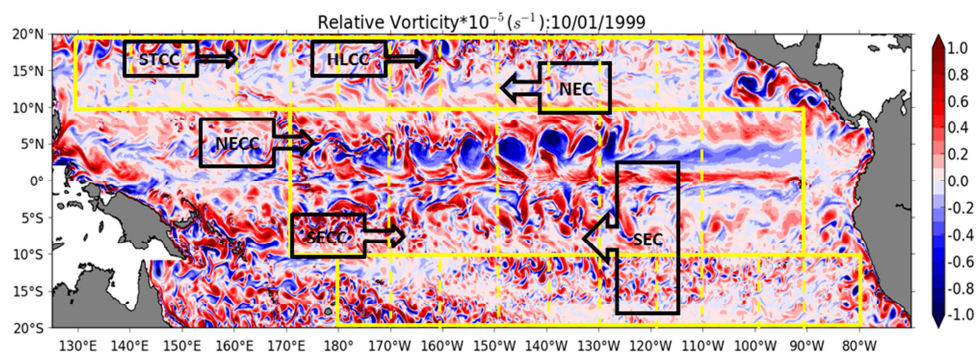 Relative Vorticity*10⁻⁵(s⁻¹):10/01/1999
20°N
15°N
10°N
5°N
0°
5°S
10°S
15°S
20°S
STCC
HLCC
NEC
NECC
SECC
SEC
1.0
0.8
0.6
0.4
0.2
0.0
-0.2
-0.4
-0.6
-0.8
-1.0
130°E 140°E 150°E 160°E 170°E 180°E 170°W 160°W 150°W 140°W 130°W 120°W 110°W 100°W 90°W 80°W